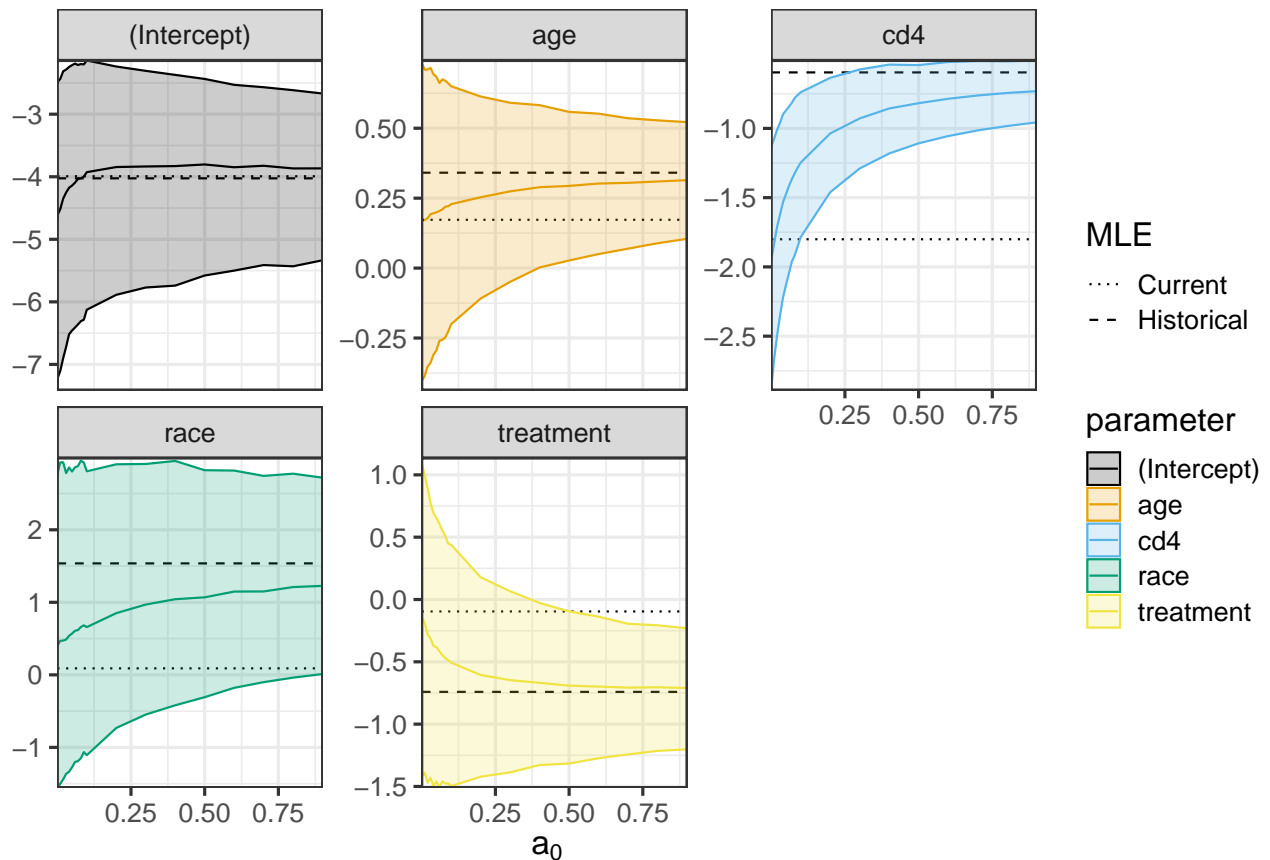 (Intercept)
age
cd4
−3
−4
−5
−6
−7
0.50
0.25
0.00
−0.25
−1.0
−1.5
−2.0
−2.5
0.25 0.50 0.75
race
treatment
2
1
0
−1
1.0
0.5
0.0
−0.5
−1.0
−1.5
0.25 0.50 0.75
0.25 0.50 0.75
a₀
MLE
Current
Historical
parameter
(Intercept)
age
cd4
race
treatment